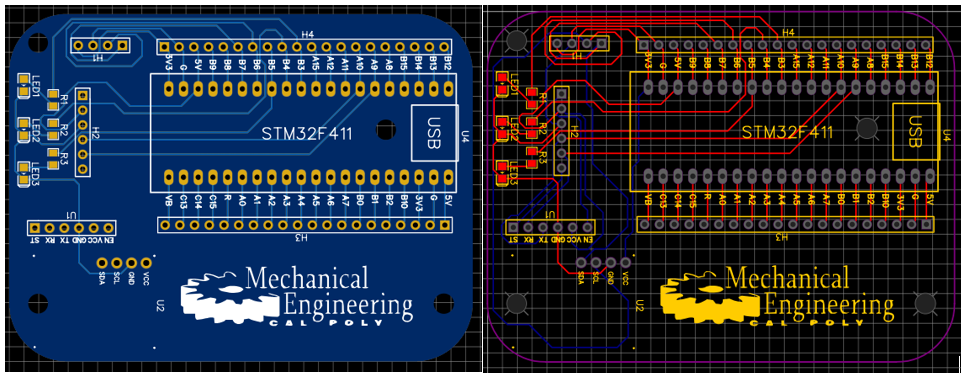 H4
H1
5V
3V3 G B9 B8 B7 B6 B5 B4 B3 A15 A12 A11 A10 A9 A8 B15 B14 B13 B12
LED1
R1
LED2
R2
H2
LED3
R3
STM32F411
USB
U4
VB C13 C14 C15 R A0 A1 A2 A3 A4 A5 A6 A7 B0 B1 B2 B10 3V3 G 5V
H3
U1
ST RX TX GND VCC EN
SDA SCL GND VCC
U2
Mechanical
Engineering
CAL POLY
H4
H1
3V3 5V G B9 B8 B7 B6 B5 B4 B3 A15 A12 A11 A10 A9 A8 B15 B14 B13 B12
LED1
R1
LED2
R2
H2
LED3
R3
STM32F411
USB
U4
VB C13 C14 C15 R A0 A1 A2 A3 A4 A5 A6 A7 B0 B1 B2 B10 3V3 G 5V
H3
U1
ST RX TX GND VCC EN
SDA SCL GND VCC
U2
Mechanical
Engineering
CAL POLY